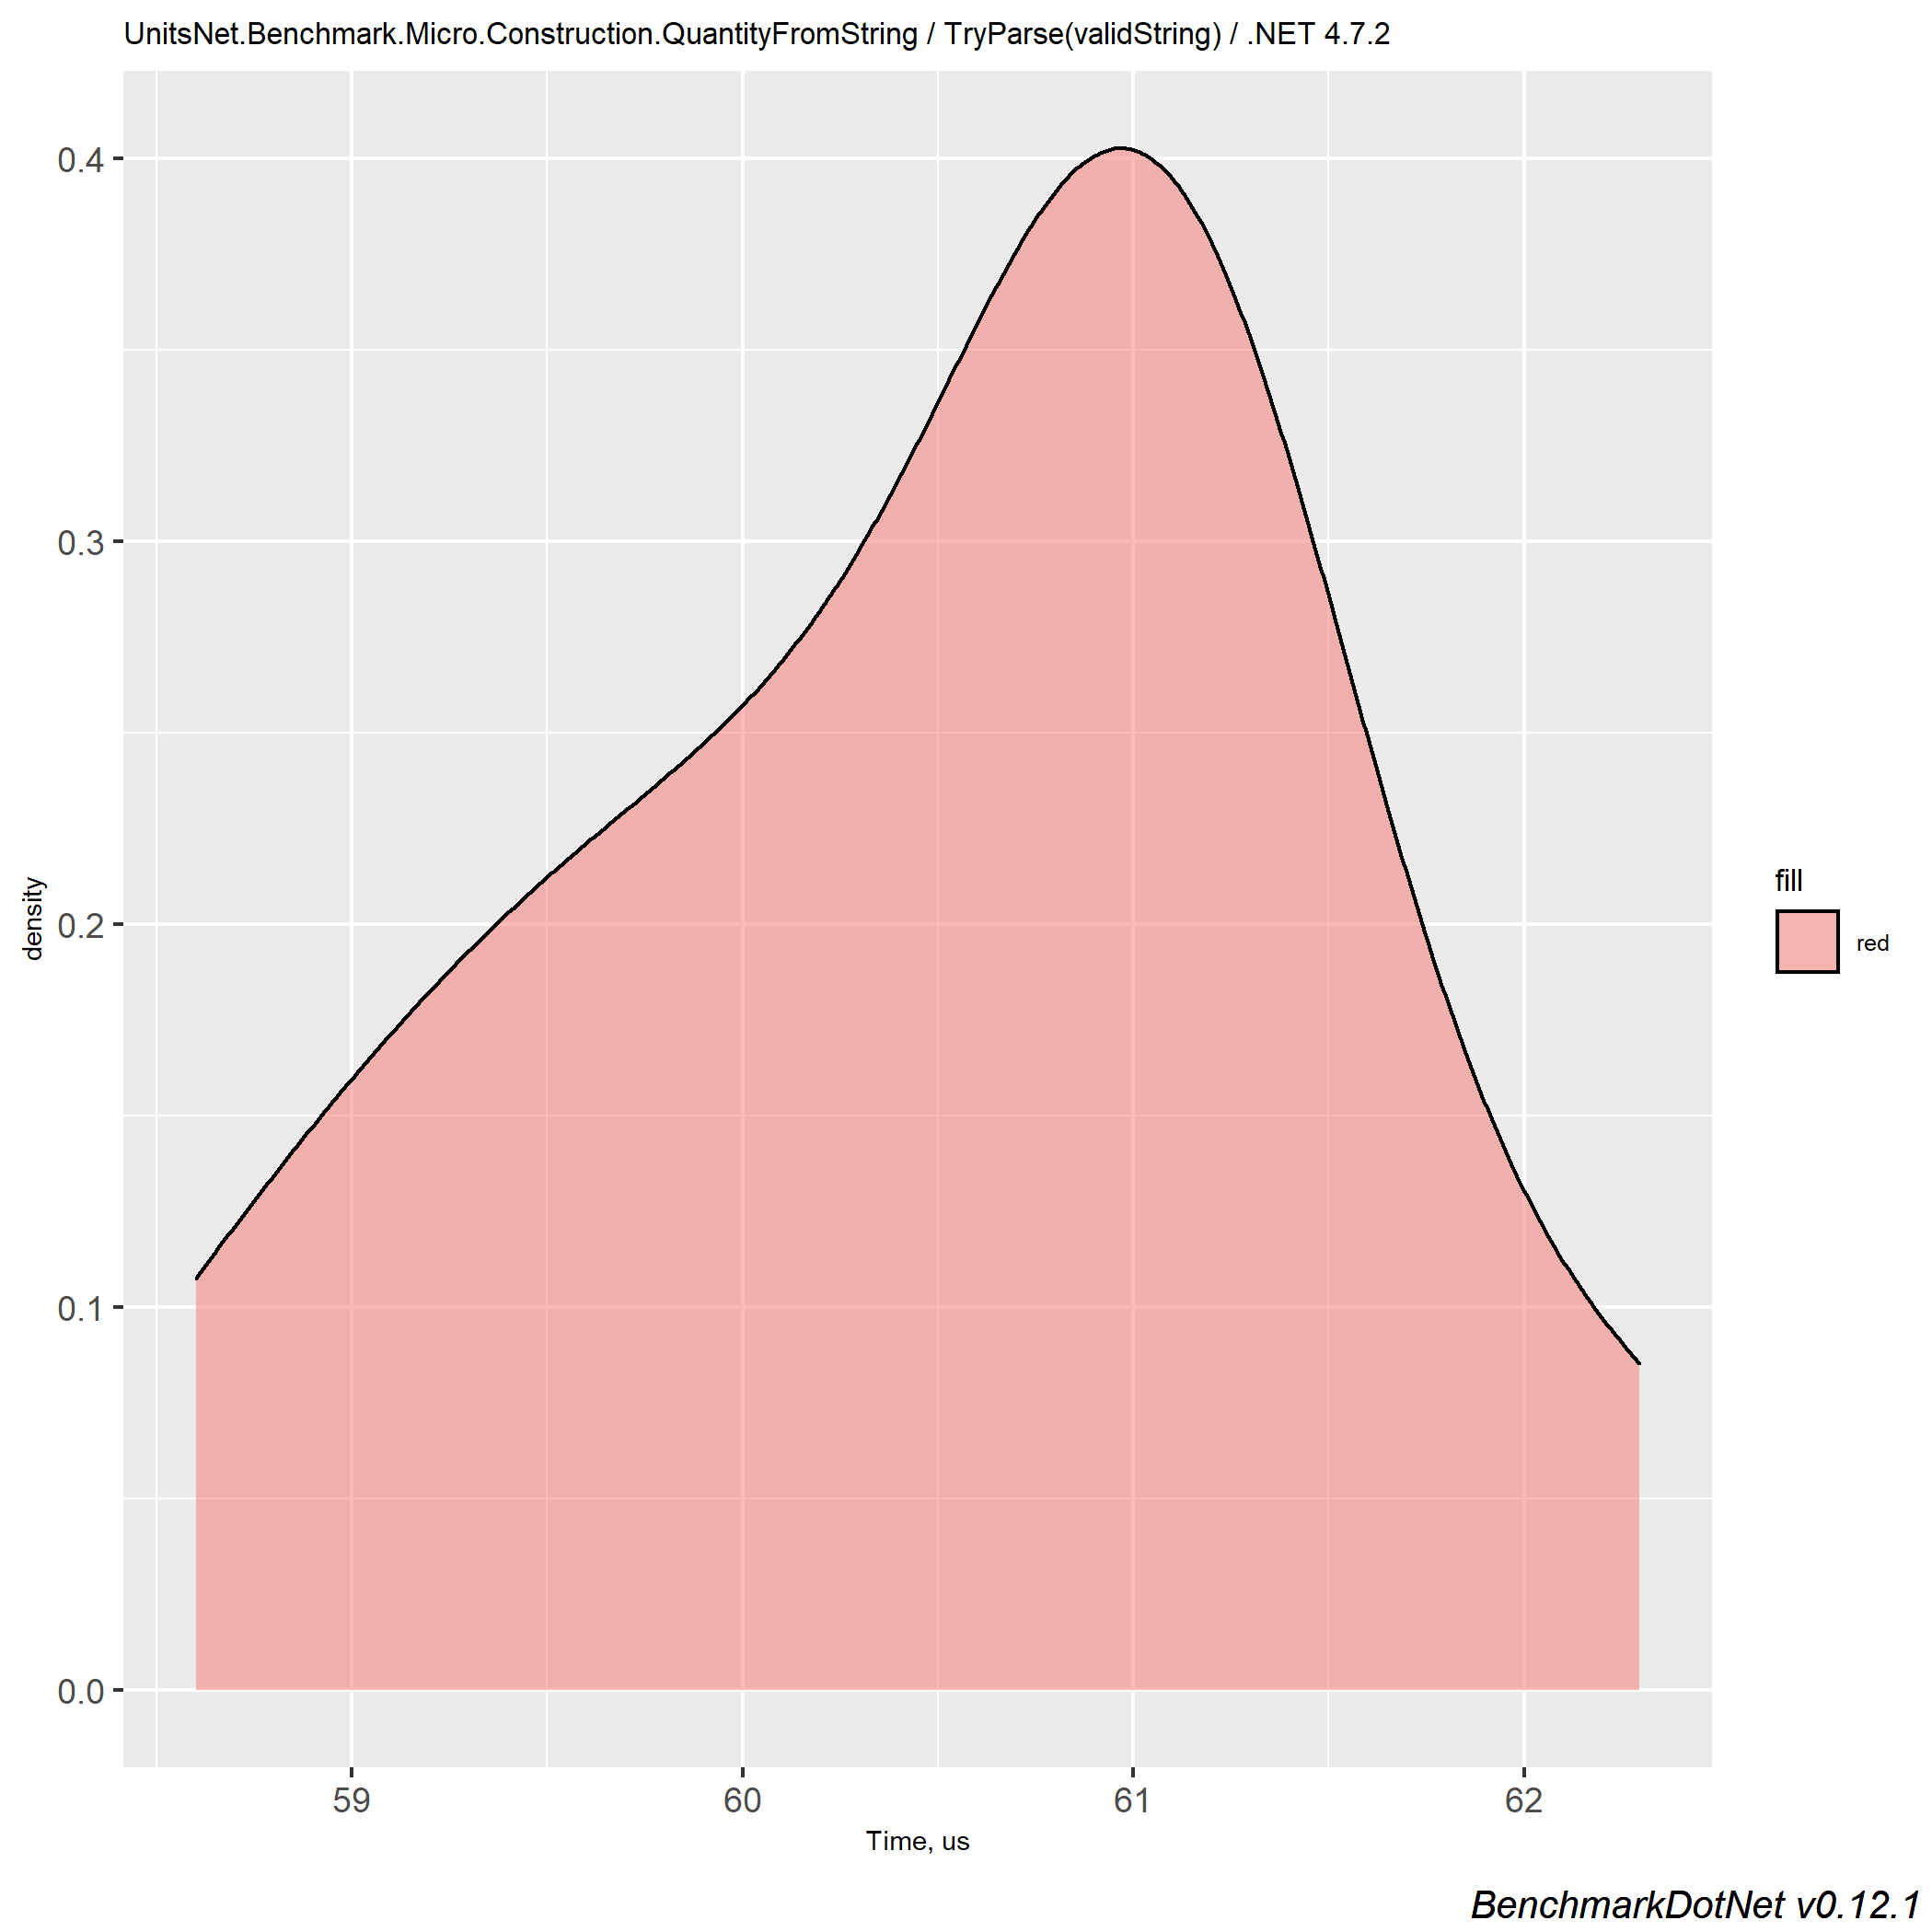 UnitsNet.Benchmark.Micro.Construction.QuantityFromString / TryParse(validString) / .NET 4.7.2
0.4
0.3
0.2
0.1
0.0
density
59 60 61 62
Time, us
fill
red
BenchmarkDotNet v0.12.1